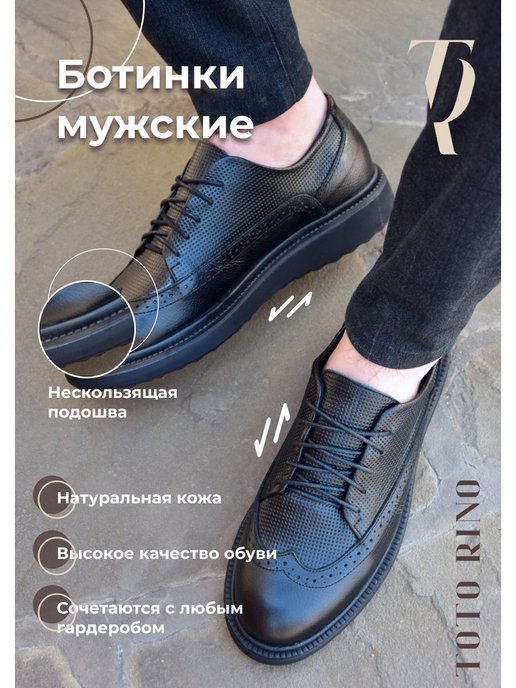 Ботинки
мужские
TR
Нескользящая
подошва
Натуральная кожа
Высокое качество обуви
Сочетаются с любым
гардеробом
TOTO RINO